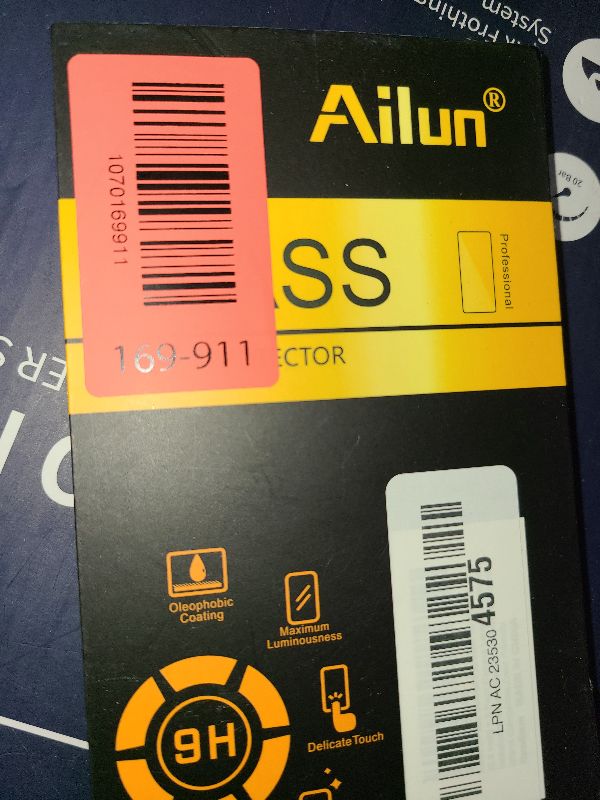 k Frothing
System
20 Bar
Ailun®
1070169911
169-911
ASS
Professional
ECTOR
ERS
Oleophobic
Coating
Maximum
Luminousness
Delicate Touch
9H
LPN AC 23530 4575